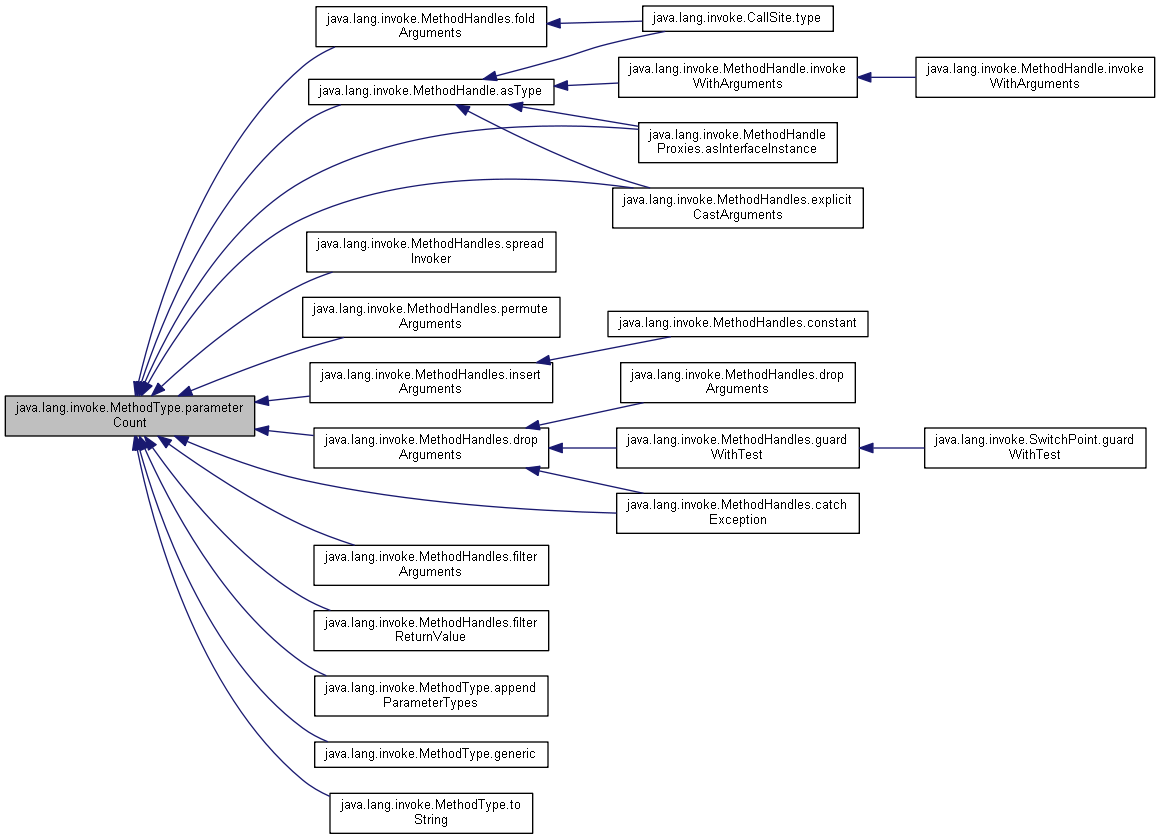 java.lang.invoke.MethodType.parameter
Count
java.lang.invoke.MethodHandles.fold
Arguments
java.lang.invoke.CallSite.type
java.lang.invoke.MethodHandle.asType
java.lang.invoke.MethodHandle.invoke
WithArguments
java.lang.invoke.MethodHandle.invoke
WithArguments
java.lang.invoke.MethodHandle
Proxies.asInterfaceInstance
java.lang.invoke.MethodHandles.explicit
CastArguments
java.lang.invoke.MethodHandles.spread
Invoker
java.lang.invoke.MethodHandles.permute
Arguments
java.lang.invoke.MethodHandles.insert
Arguments
java.lang.invoke.MethodHandles.constant
java.lang.invoke.MethodHandles.drop
Arguments
java.lang.invoke.MethodHandles.drop
Arguments
java.lang.invoke.MethodHandles.guard
WithTest
java.lang.invoke.SwitchPoint.guard
WithTest
java.lang.invoke.MethodHandles.catch
Exception
java.lang.invoke.MethodHandles.filter
Arguments
java.lang.invoke.MethodHandles.filter
ReturnValue
java.lang.invoke.MethodType.append
ParameterTypes
java.lang.invoke.MethodType.generic
java.lang.invoke.MethodType.to
String